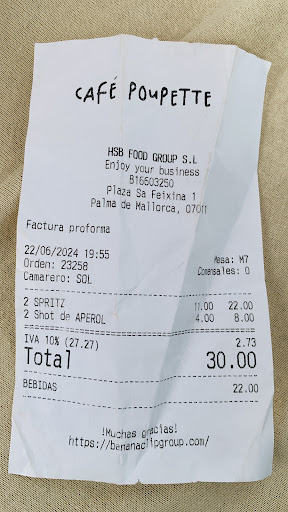 CAFÉ POUPETTE
HSB FOOD GROUP S.L
Enjoy your business
B16503250
Plaza Sa Feixina 1
Palma de Mallorca, 07011
Factura proforma
22/06/2024 19:55
Orden: 23258 Mesa: M7
Camarero: SOL Comensales: 0
2 SPRITZ 11.00 22.00
2 Shot de APEROL 4.00 8.00
IVA 10% (27.27) 2.73
Total 30.00
BEBIDAS 22.00
!Muchas gracias!
https://bananaclipgroup.com/